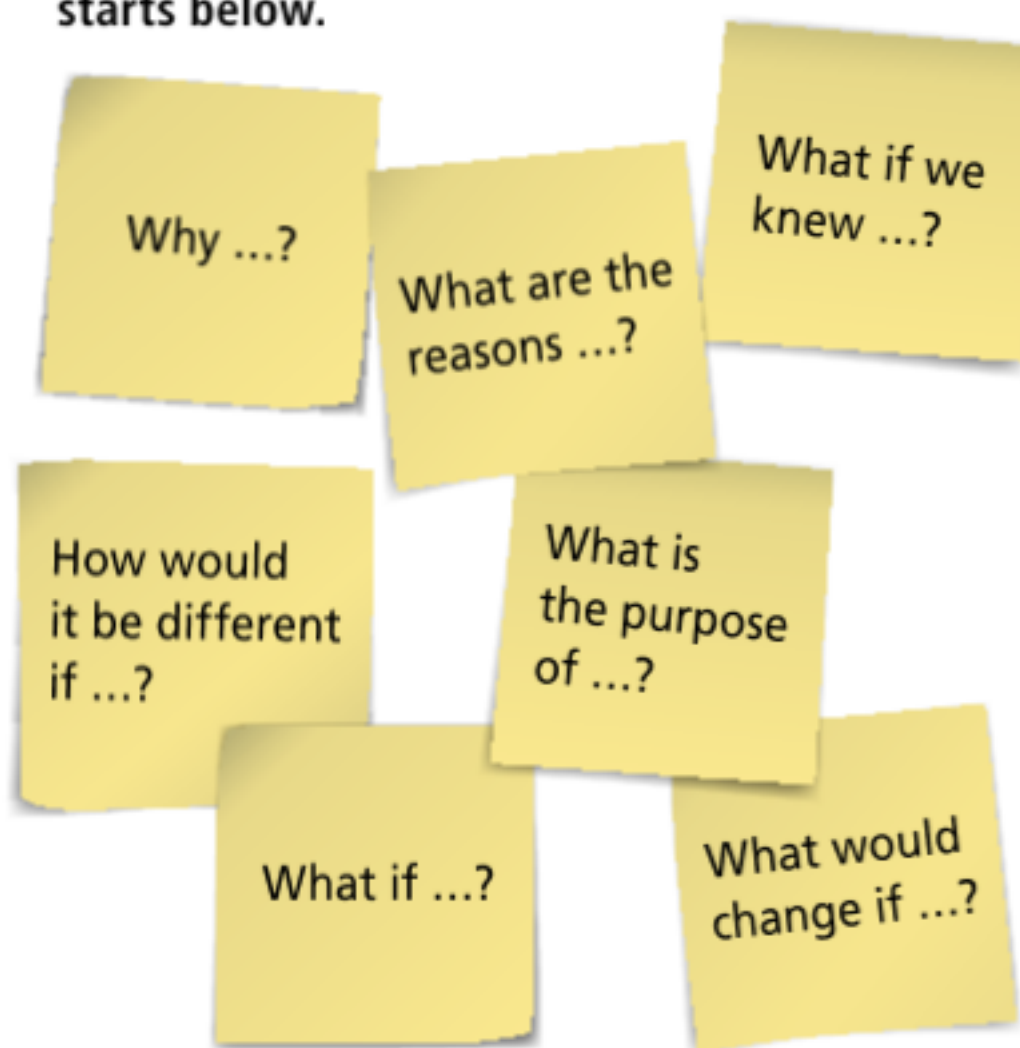 starts below.
Why ...?
What are the
reasons ...?
What if we
knew ...?
How would
it be different
if ...?
What is
the purpose
of ...?
What if ...?
What would
change if ...?